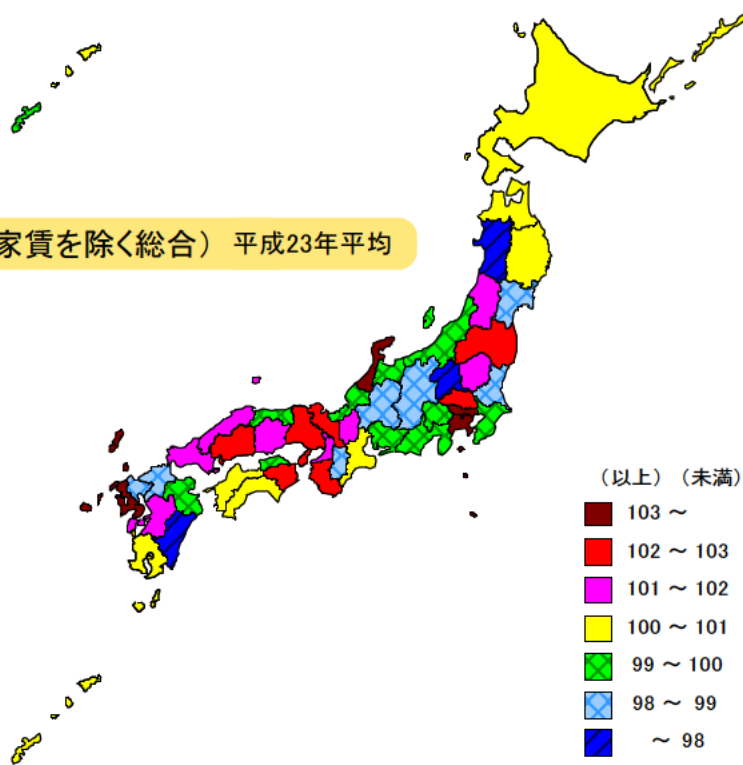 家賃を除く総合） 平成23年平均
（以上）（未満）
103 ～
102 ～ 103
101 ～ 102
100 ～ 101
99 ～ 100
98 ～ 99
～ 98